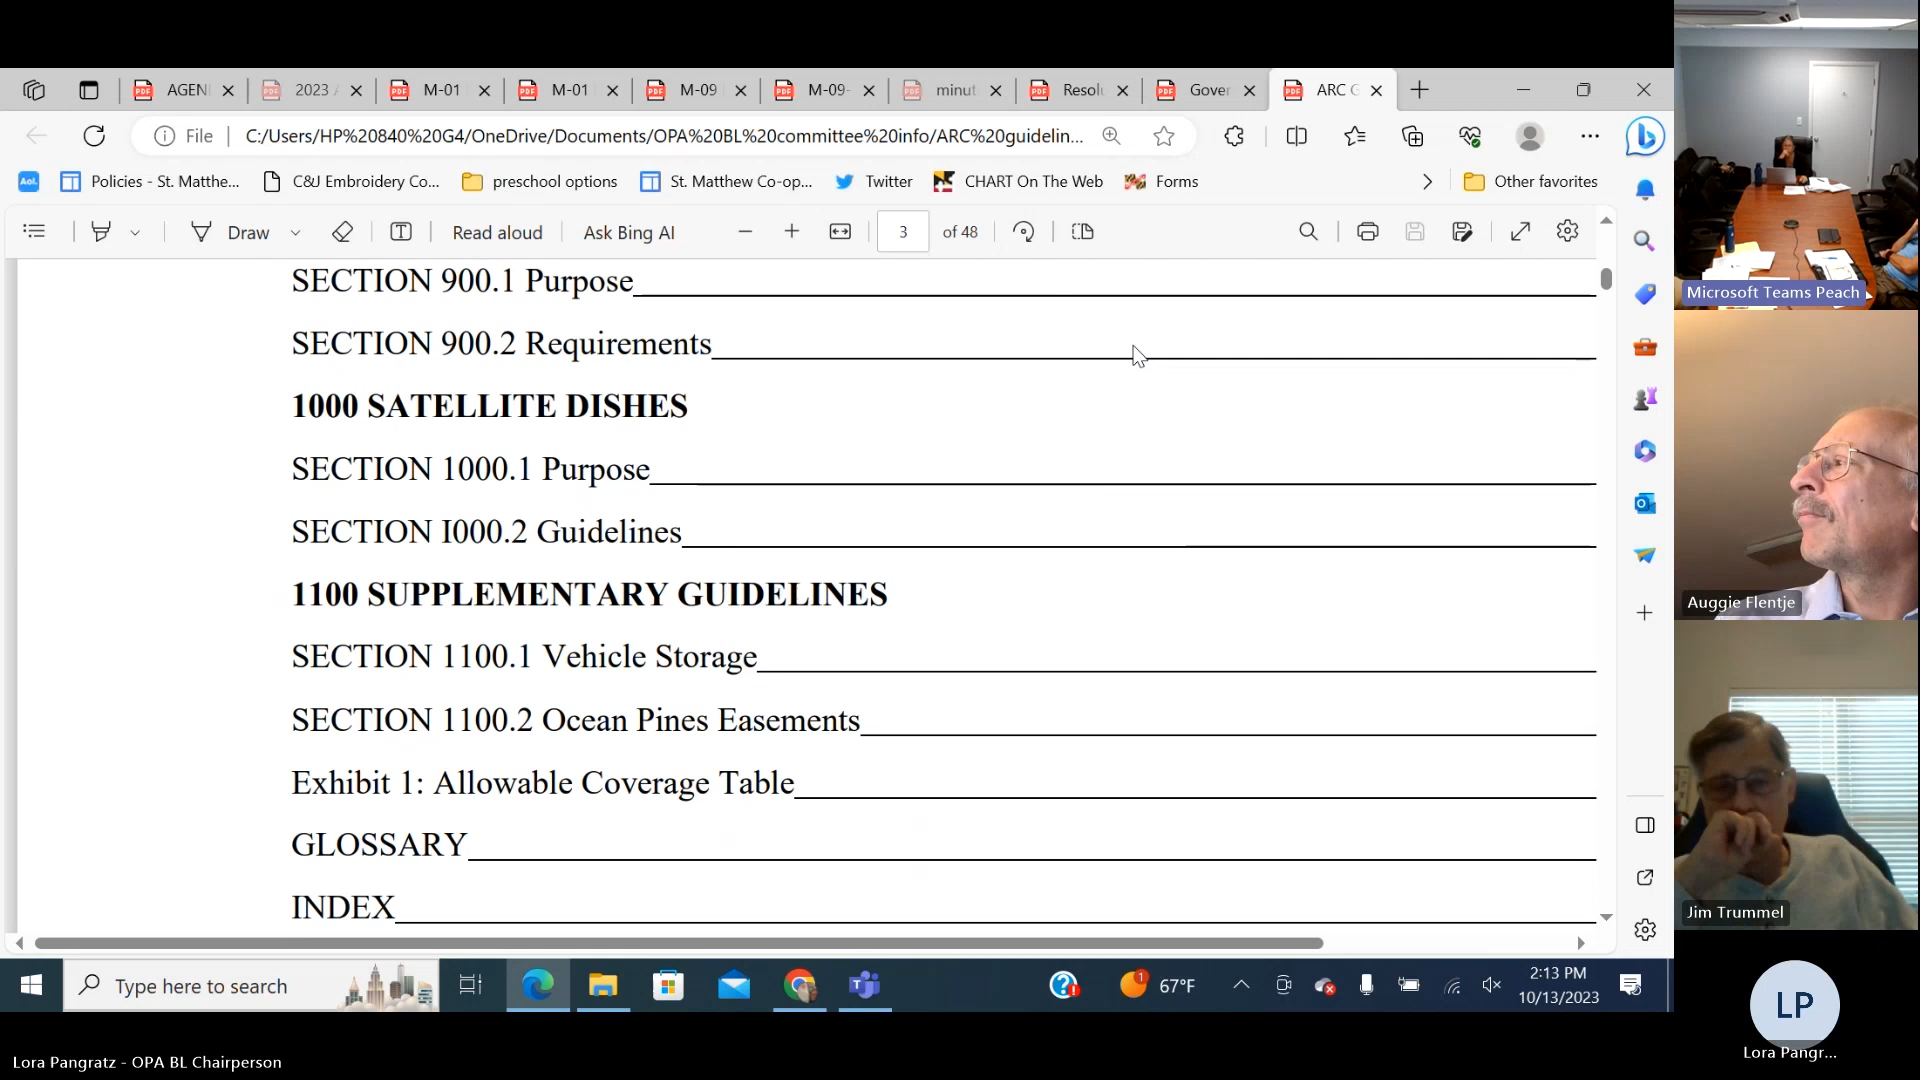 AGEN
2023
M-01
M-01
M-09
M-09-
minut
Resol
Gover
ARC G
File
C:/Users/HP%20840%20G4/OneDrive/Documents/OPA%20BL%20committee%20info/ARC%20guidelin...
Aol.
Policies - St. Matthe...
C&J Embroidery Co...
preschool options
St. Matthew Co-op...
Twitter
CHART On The Web
Forms
Other favorites
Draw
Read aloud
Ask Bing AI
3 of 48
SECTION 900.1 Purpose
SECTION 900.2 Requirements
1000 SATELLITE DISHES
SECTION 1000.1 Purpose
SECTION I000.2 Guidelines
1100 SUPPLEMENTARY GUIDELINES
SECTION 1100.1 Vehicle Storage
SECTION 1100.2 Ocean Pines Easements
Exhibit 1: Allowable Coverage Table
GLOSSARY
INDEX
Type here to search
1
67°F
2:13 PM
10/13/2023
Microsoft Teams Peach
Auggie Flentje
Jim Trummel
LP
Lora Pangr...
Lora Pangratz - OPA BL Chairperson